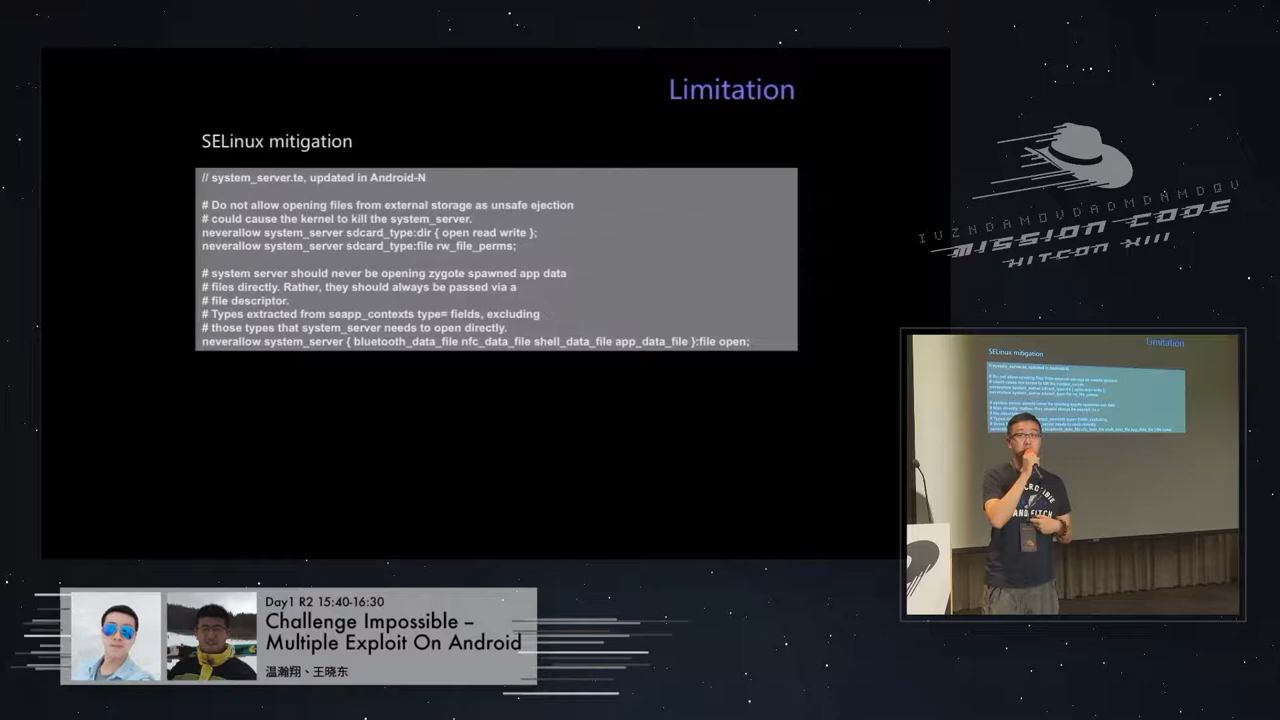 Limitation
SELinux mitigation
// system_server.te, updated in Android-N
# Do not allow opening files from external storage as unsafe ejection
# could cause the kernel to kill the system_server.
neverallow system_server sdcard_type:dir { open read write };
neverallow system_server sdcard_type:file rw_file_perms;
# system server should never be opening zygote spawned app data
# files directly. Rather, they should always be passed via a
# file descriptor.
# Types extracted from seapp_contexts type= fields, excluding
# those types that system_server needs to open directly.
neverallow system_server { bluetooth_data_file nfc_data_file shell_data_file app_data_file }:file open;
IVZNDAMOVDADMDNMDQV
MISSION CODE
HITCON XIII
Limitation
SELinux mitigation
Day1 R2 15:40-16:30
Challenge Impossible –
Multiple Exploit On Android
温瀚翔、王晓东